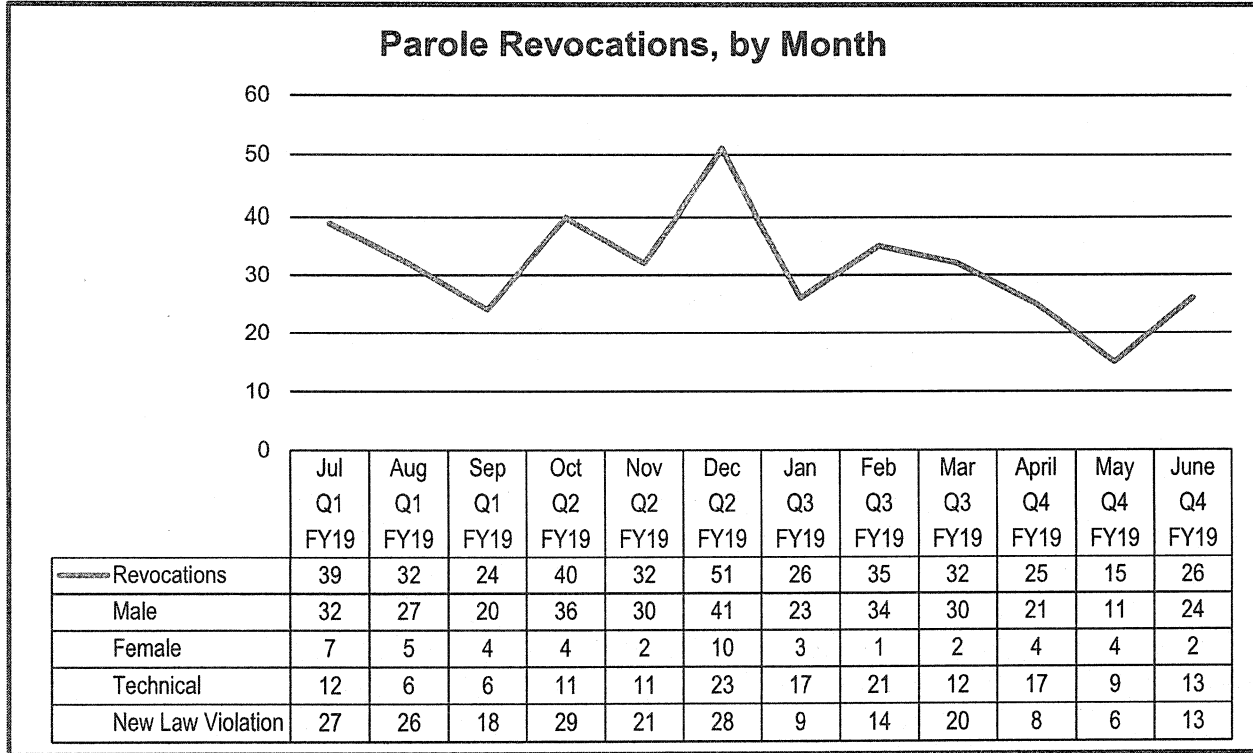 Parole Revocations, by Month
60
50
40
30
20
10
0
Jul Aug Sep Oct Nov Dec Jan Feb Mar April May June
Q1 Q1 Q1 Q2 Q2 Q2 Q3 Q3 Q3 Q4 Q4 Q4
FY19 FY19 FY19 FY19 FY19 FY19 FY19 FY19 FY19 FY19 FY19 FY19
Revocations 39 32 24 40 32 51 26 35 32 25 15 26
Male 32 27 20 36 30 41 23 34 30 21 11 24
Female 7 5 4 4 2 10 3 1 2 4 4 2
Technical 12 6 6 11 11 23 17 21 12 17 9 13
New Law Violation 27 26 18 29 21 28 9 14 20 8 6 13